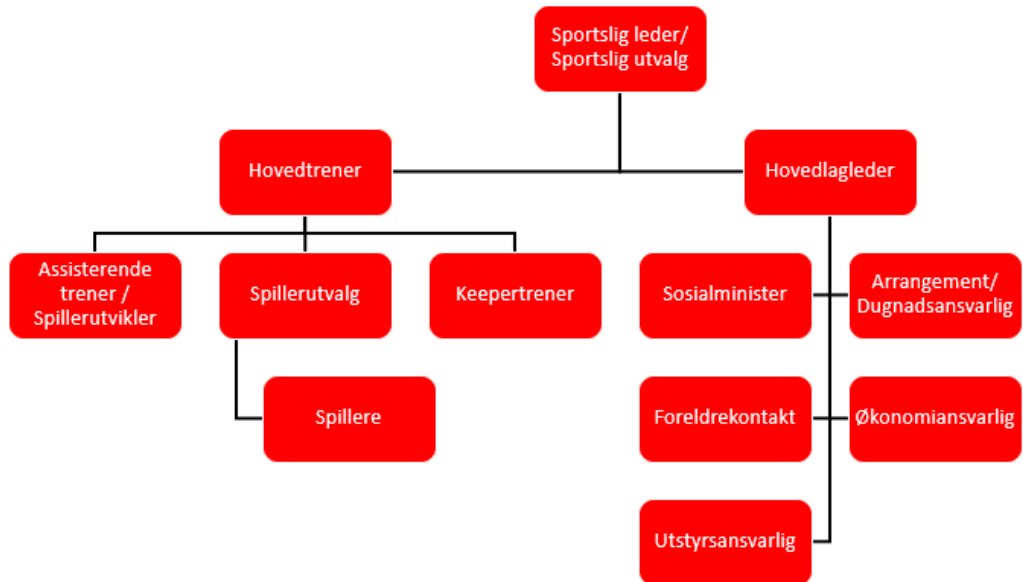 Sportslig leder/
Sportslig utvalg
Hovedtrener
Hovedlagleder
Assisterende
trener /
Spillerutvikler
Spillerutvalg
Keepertrener
Sosialminister
Arrangement/
Dugnadsansvarlig
Spillere
Foreldrekontakt
Økonomiansvarlig
Utstyrsansvarlig